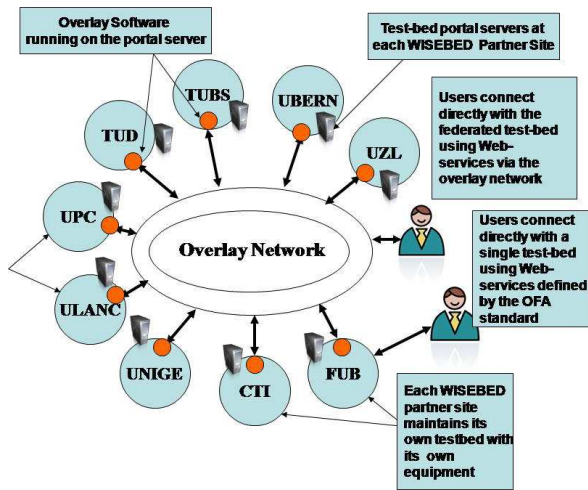 Overlay Software
running on the portal server
Test-bed portal servers at
each WISEBED Partner Site
TUBS
UBERN
TUD
UZL
Users connect
directly with the
federated test-bed
using Web-
services via the
overlay network
UPC
Overlay Network
Users connect
directly with a
single test-bed
using Web-
services defined
by the OFA
standard
ULANC
UNIGE
CTI
FUB
Each WISEBED
partner site
maintains its
own testbed with
its own
equipment